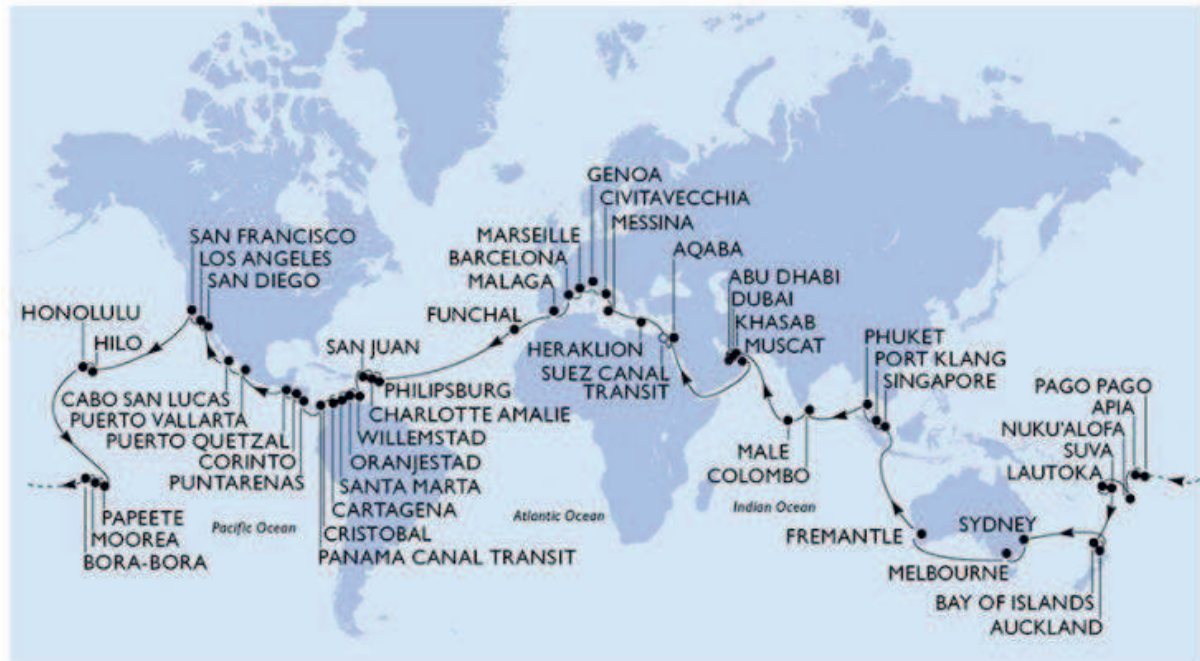 GENOA
CIVITAVECCHIA
MESSINA
MARSEILLE
BARCELONA
MALAGA
AQABA
SAN FRANCISCO
LOS ANGELES
SAN DIEGO
ABU DHABI
DUBAI
KHASAB
MUSCAT
HONOLULU
HILO
FUNCHAL
SAN JUAN
HERAKLION
SUEZ CANAL
TRANSIT
PHUKET
PORT KLANG
SINGAPORE
PHILIPSBURG
CHARLOTTE AMALIE
WILLEMSTAD
ORANJESTAD
SANTA MARTA
CARTAGENA
CRISTOBAL
PANAMA CANAL TRANSIT
CABO SAN LUCAS
PUERTO VALLARTA
PUERTO QUETZAL
CORINTO
PUNTARENAS
PAGO PAGO
APIA
NUKU'ALOFA
SUVA
LAUTOKA
MALE
COLOMBO
PAPEETE
MOOREA
BORA-BORA
Pacific Ocean
Atlantic Ocean
Indian Ocean
FREMANTLE
SYDNEY
MELBOURNE
BAY OF ISLANDS
AUCKLAND